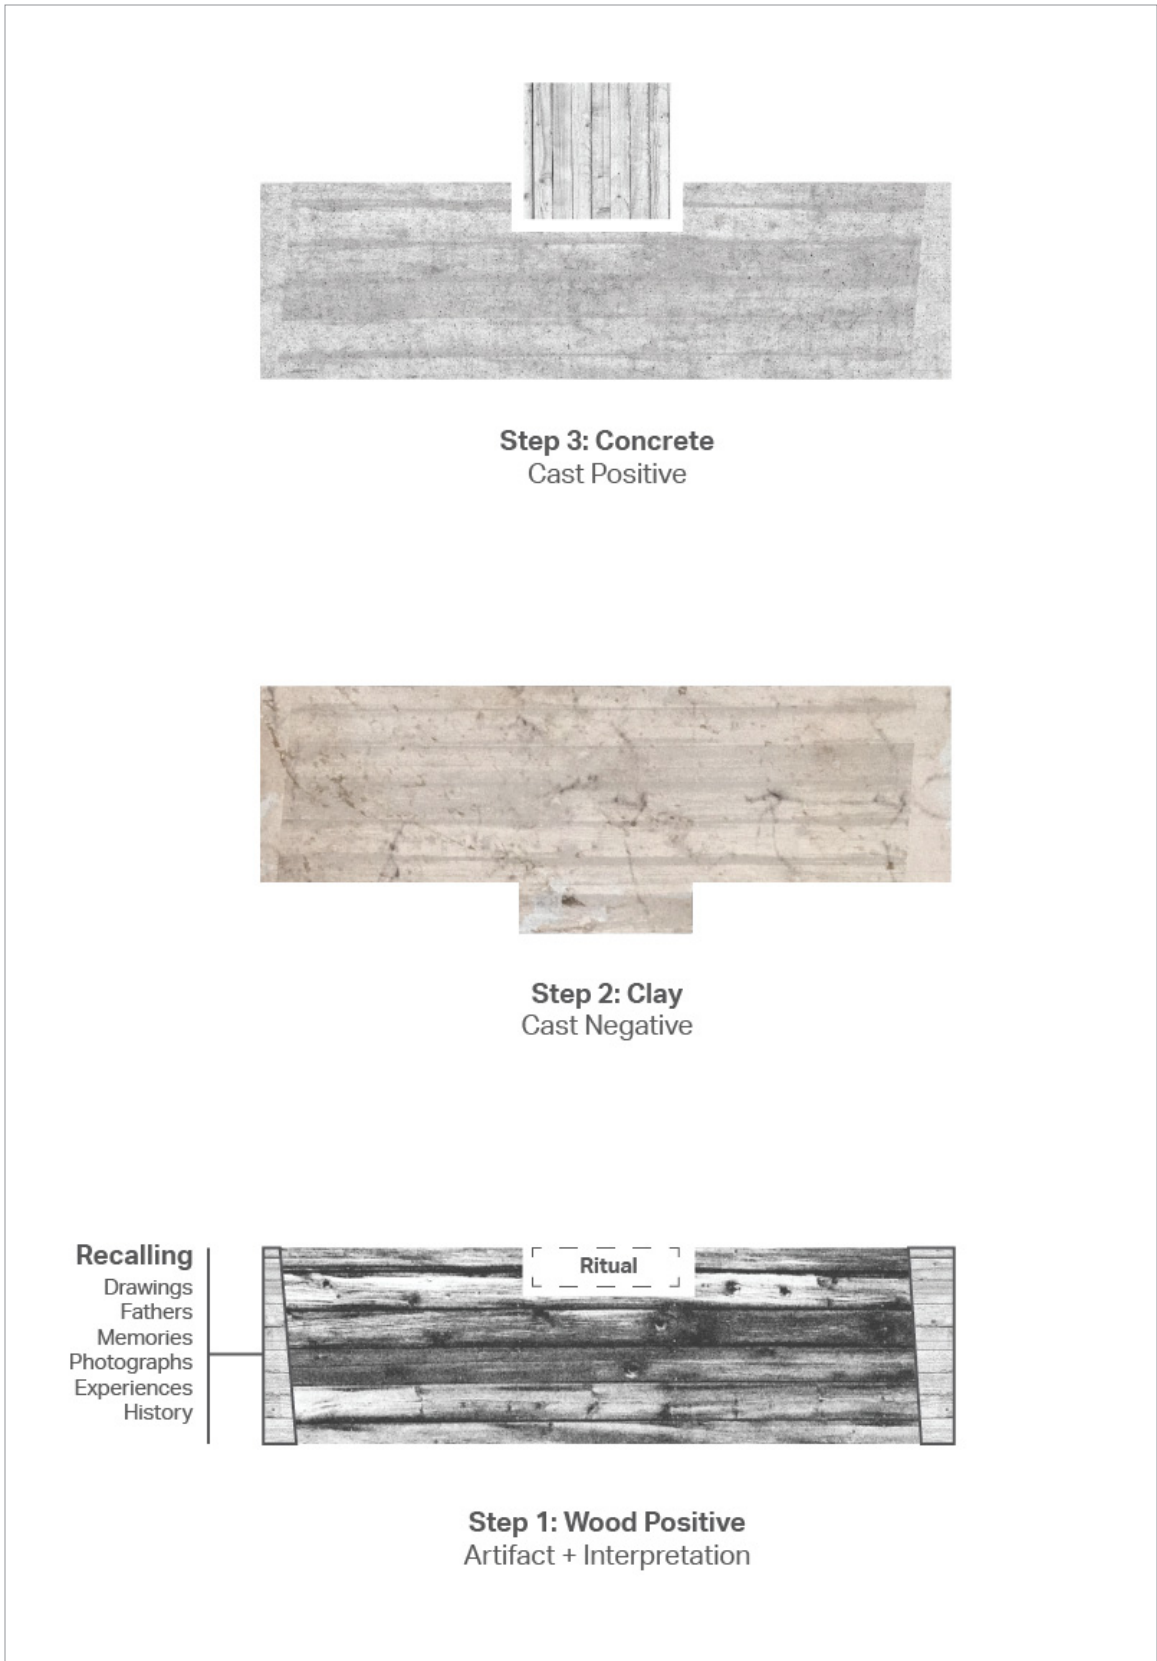 Step 3: Concrete
Cast Positive
Step 2: Clay
Cast Negative
Recalling
Drawings
Fathers
Memories
Photographs
Experiences
History
Ritual
Step 1: Wood Positive
Artifact + Interpretation